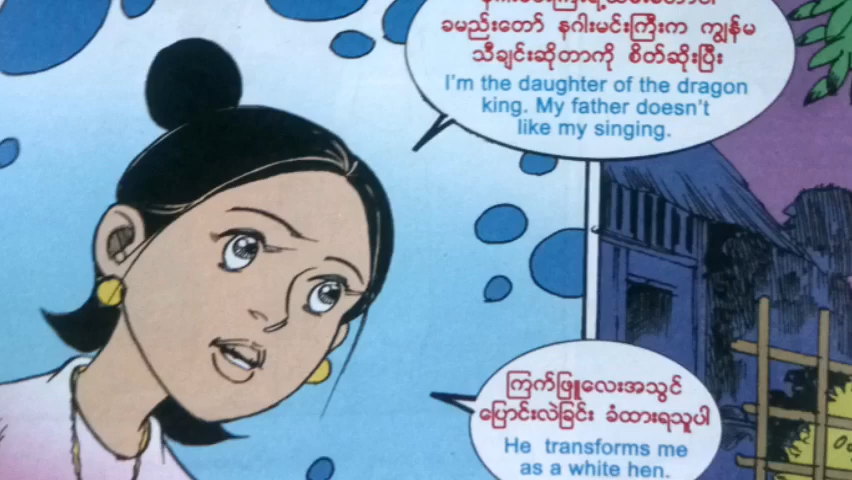 ခမည်းတော် နဂါးမင်းကြီးက ကျွန်မ
သီချင်းဆိုတာကို စိတ်ဆိုးပြီး
I'm the daughter of the dragon
king. My father doesn't
like my singing.
ကြက်ဖြူလေးအသွင်
ပြောင်းလဲခြင်း ခံထားရသူပါ
He transforms me
as a white hen.